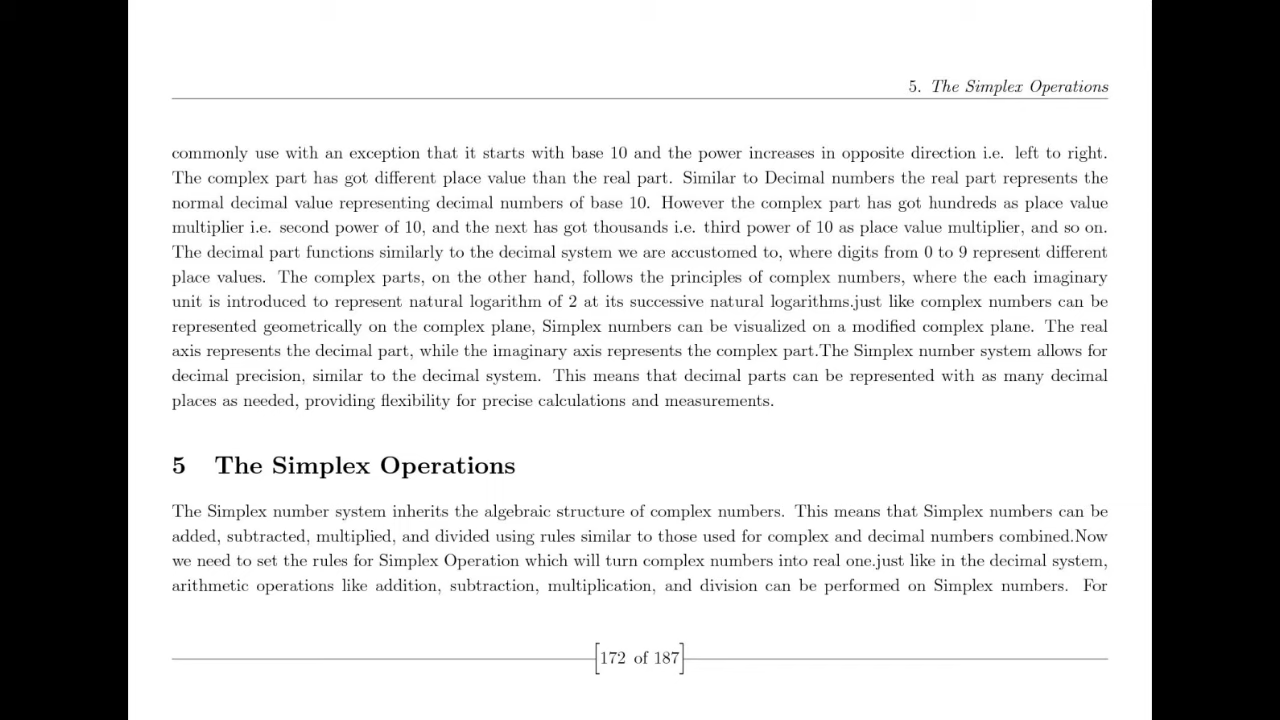 5. The Simplex Operations
commonly use with an exception that it starts with base 10 and the power increases in opposite direction i.e. left to right.
The complex part has got different place value than the real part. Similar to Decimal numbers the real part represents the
normal decimal value representing decimal numbers of base 10. However the complex part has got hundreds as place value
multiplier i.e. second power of 10, and the next has got thousands i.e. third power of 10 as place value multiplier, and so on.
The decimal part functions similarly to the decimal system we are accustomed to, where digits from 0 to 9 represent different
place values. The complex parts, on the other hand, follows the principles of complex numbers, where the each imaginary
unit is introduced to represent natural logarithm of 2 at its successive natural logarithms.just like complex numbers can be
represented geometrically on the complex plane, Simplex numbers can be visualized on a modified complex plane. The real
axis represents the decimal part, while the imaginary axis represents the complex part.The Simplex number system allows for
decimal precision, similar to the decimal system. This means that decimal parts can be represented with as many decimal
places as needed, providing flexibility for precise calculations and measurements.
5 The Simplex Operations
The Simplex number system inherits the algebraic structure of complex numbers. This means that Simplex numbers can be
added, subtracted, multiplied, and divided using rules similar to those used for complex and decimal numbers combined.Now
we need to set the rules for Simplex Operation which will turn complex numbers into real one.just like in the decimal system,
arithmetic operations like addition, subtraction, multiplication, and division can be performed on Simplex numbers. For
[172 of 187]